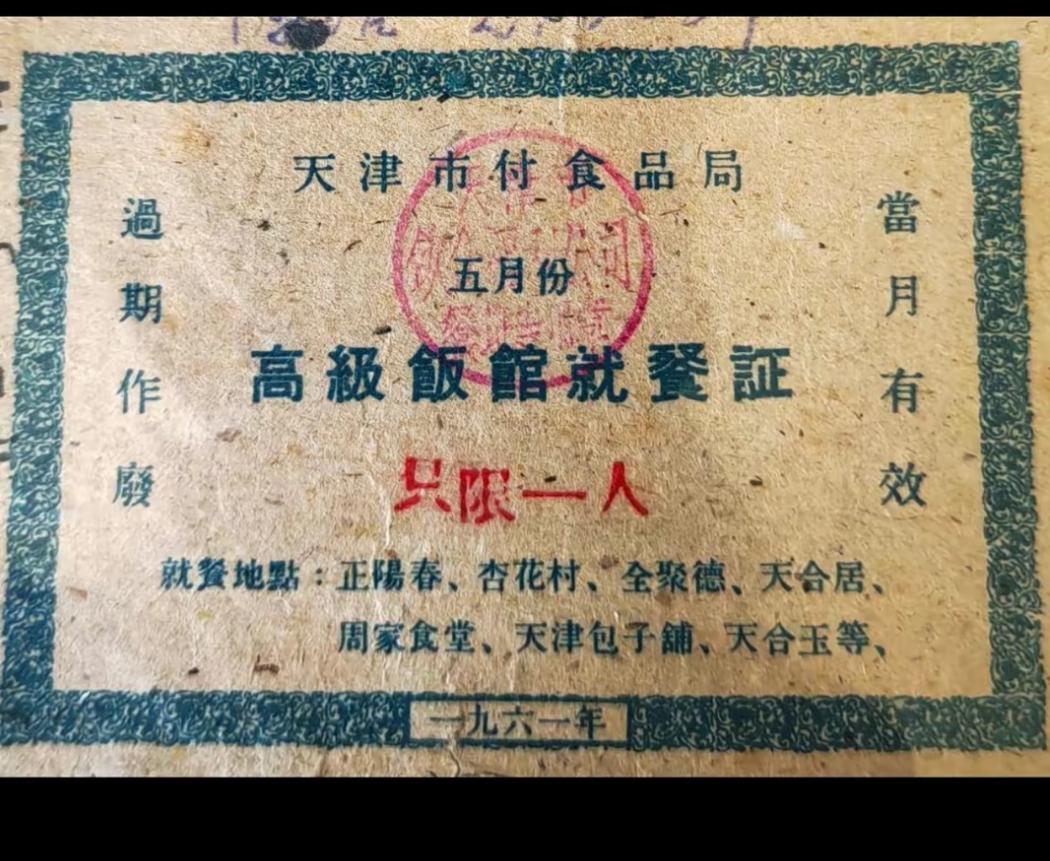 天津市付食品局
五月份
高級飯館就餐証
只限一人
當月有效
過期作廢
就餐地點：正陽春、杏花村、全聚德、天合居、
周家食堂、天津包子舖、天合玉等、
一九六一年